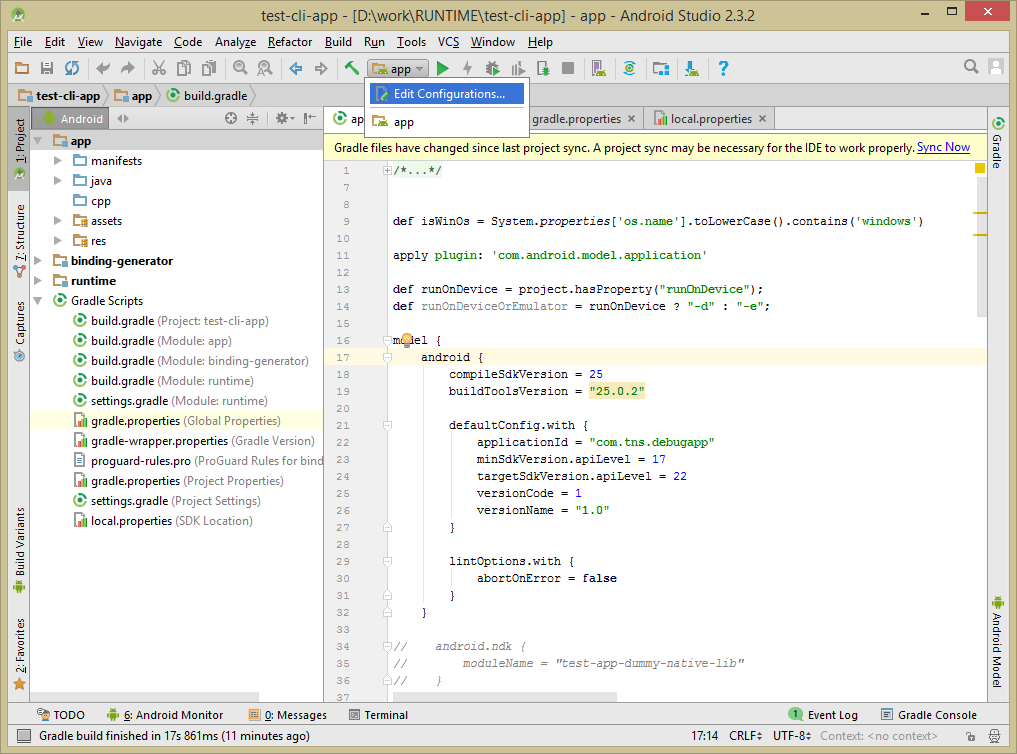 test-cli-app - [D:\work\RUNTIME\test-cli-app] - app - Android Studio 2.3.2
File Edit View Navigate Code Analyze Refactor Build Run Tools VCS Window Help
app
Edit Configurations...
app
test-cli-app app build.gradle
Android
ap gradle.properties local.properties
Gradle files have changed since last project sync. A project sync may be necessary for the IDE to work properly. Sync Now
1: Project
7: Structure
Captures
Build Variants
2: Favorites
app
manifests
java
cpp
assets
res
binding-generator
runtime
Gradle Scripts
build.gradle (Project: test-cli-app)
build.gradle (Module: app)
build.gradle (Module: binding-generator)
build.gradle (Module: runtime)
settings.gradle (Module: runtime)
gradle.properties (Global Properties)
gradle-wrapper.properties (Gradle Version)
proguard-rules.pro (ProGuard Rules for bind
gradle.properties (Project Properties)
settings.gradle (Project Settings)
local.properties (SDK Location)
1 /*...*/
7
8
9 def isWinOs = System.properties['os.name'].toLowerCase().contains('windows')
10
11 apply plugin: 'com.android.model.application'
12
13 def runOnDevice = project.hasProperty("runOnDevice");
14 def runOnDeviceOrEmulator = runOnDevice ? "-d" : "-e";
15
16 model {
17 android {
18 compileSdkVersion = 25
19 buildToolsVersion = "25.0.2"
20
21 defaultConfig.with {
22 applicationId = "com.tns.debugapp"
23 minSdkVersion.apiLevel = 17
24 targetSdkVersion.apiLevel = 22
25 versionCode = 1
26 versionName = "1.0"
27 }
28
29 lintOptions.with {
30 abortOnError = false
31 }
32 }
33
34 // android.ndk {
35 // moduleName = "test-app-dummy-native-lib"
36 // }
37
Gradle
Android Model
TODO 6: Android Monitor 0: Messages Terminal 1 Event Log Gradle Console
Gradle build finished in 17s 861ms (11 minutes ago) 17:14 CRLF UTF-8 Context: <no context>